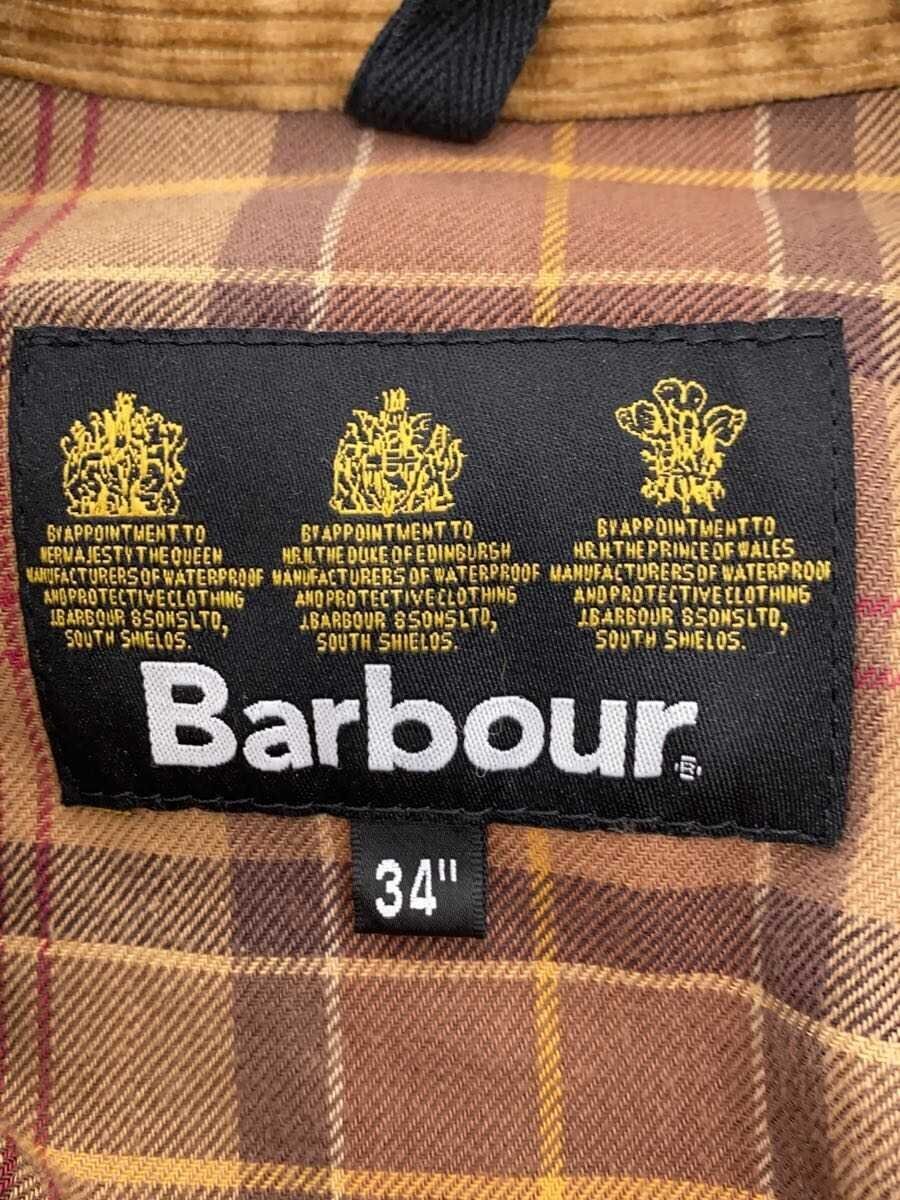 BY APPOINTMENT TO
HER MAJESTY THE QUEEN
MANUFACTURERS OF WATERPROOF
AND PROTECTIVE CLOTHING
J.BARBOUR & SONS LTD,
SOUTH SHIELDS.
BY APPOINTMENT TO
H.R.H. THE DUKE OF EDINBURGH
MANUFACTURERS OF WATERPROOF
AND PROTECTIVE CLOTHING
J.BARBOUR & SONS LTD,
SOUTH SHIELDS.
BY APPOINTMENT TO
H.R.H. THE PRINCE OF WALES
MANUFACTURERS OF WATERPROOF
AND PROTECTIVE CLOTHING
J.BARBOUR & SONS LTD,
SOUTH SHIELDS.
Barbour®
34"